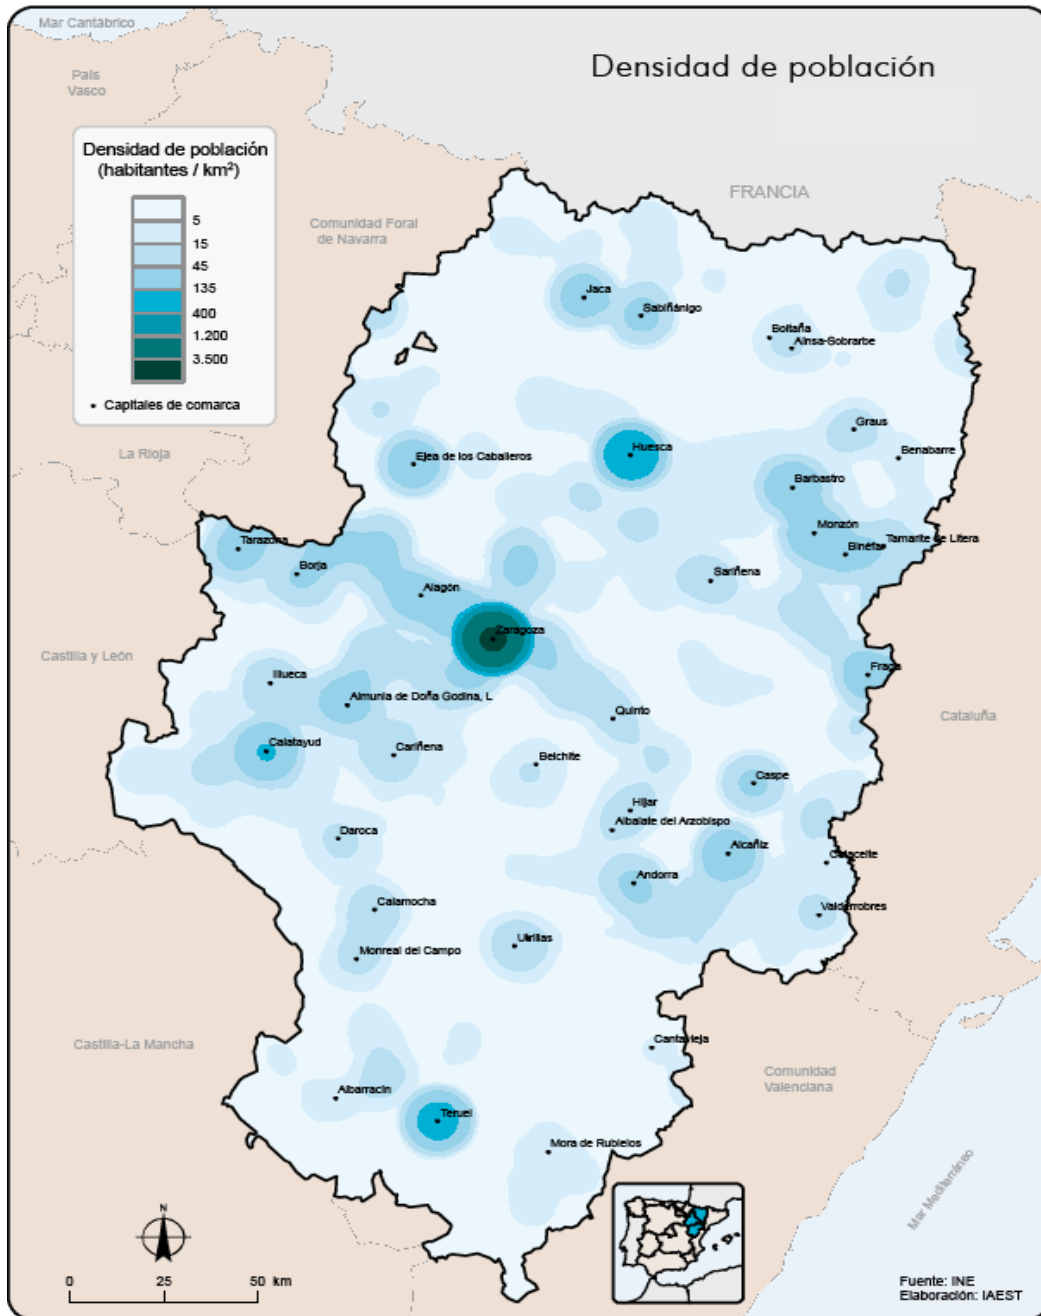 Mar Cantábrico
Densidad de población
País
Vasco
Densidad de población
(habitantes / km²)
5
15
45
135
400
1.200
3.500
Capitales de comarca
FRANCIA
Comunidad Foral
de Navarra
La Rioja
Jaca
Sabiñánigo
Boltaña
Aínsa-Sobrarbe
Graus
Benabarre
Huesca
Ejea de los Caballeros
Barbastro
Monzón
Tamarite de Litera
Binéfar
Tarazona
Borja
Sariñena
Alagón
Zaragoza
Castilla y León
Illueca
Fraga
Almunia de Doña Godina, L
Quinto
Cataluña
Calatayud
Cariñena
Belchite
Caspe
Híjar
Albalate del Arzobispo
Daroca
Alcañiz
Calaceite
Andorra
Calamocha
Valderrobres
Utrillas
Monreal del Campo
Castilla-La Mancha
Cantavieja
Comunidad
Valenciana
Albarracín
Teruel
Mora de Rubielos
Mar Mediterráneo
N
0 25 50 km
Fuente: INE
Elaboración: IAEST